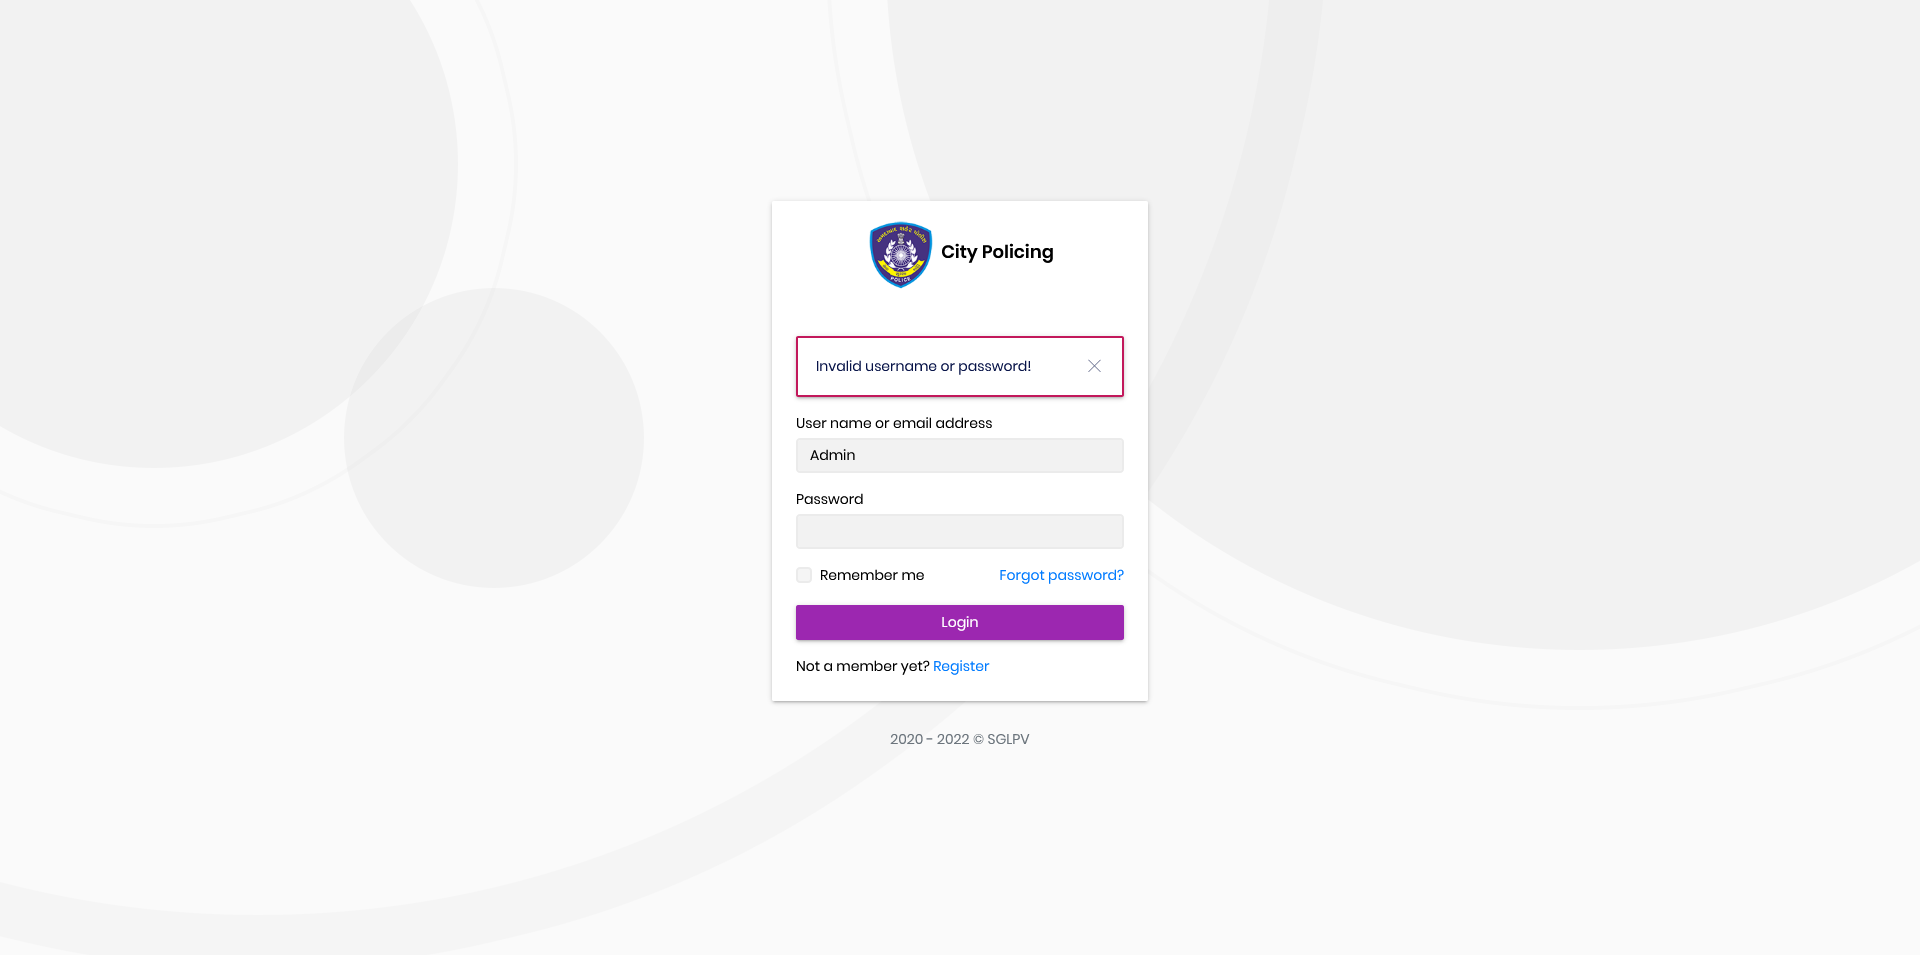 POLICE
City Policing
Invalid username or password!
User name or email address
Admin
Password
Remember me
Forgot password?
Login
Not a member yet? Register
2020 - 2022 © SGLPV